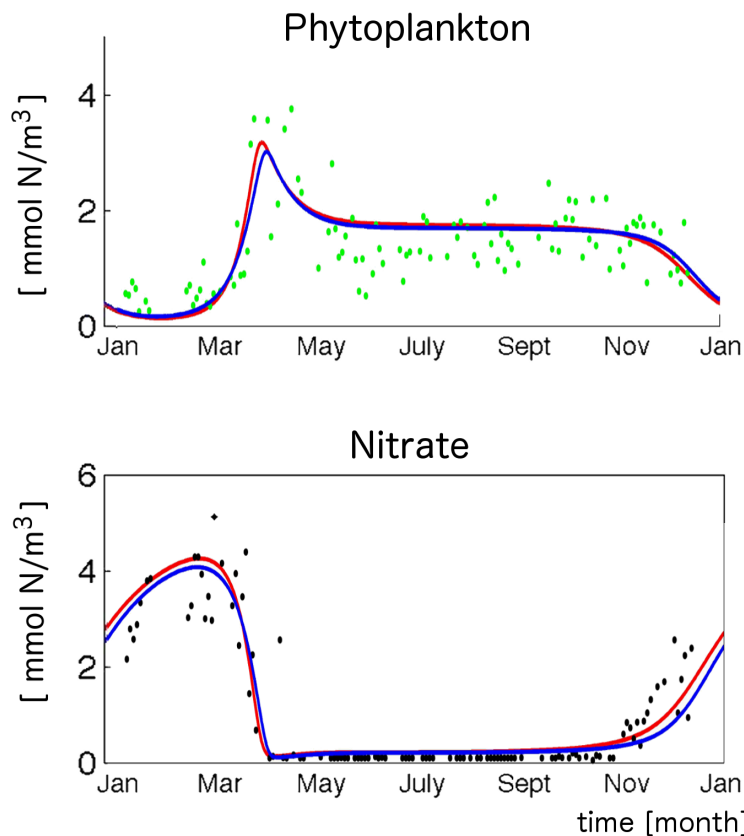 Phytoplankton
[ mmol N/m³ ]
4
2
0
Jan Mar May July Sept Nov Jan
Nitrate
[ mmol N/m³ ]
6
4
2
0
Jan Mar May July Sept Nov Jan
time [month]